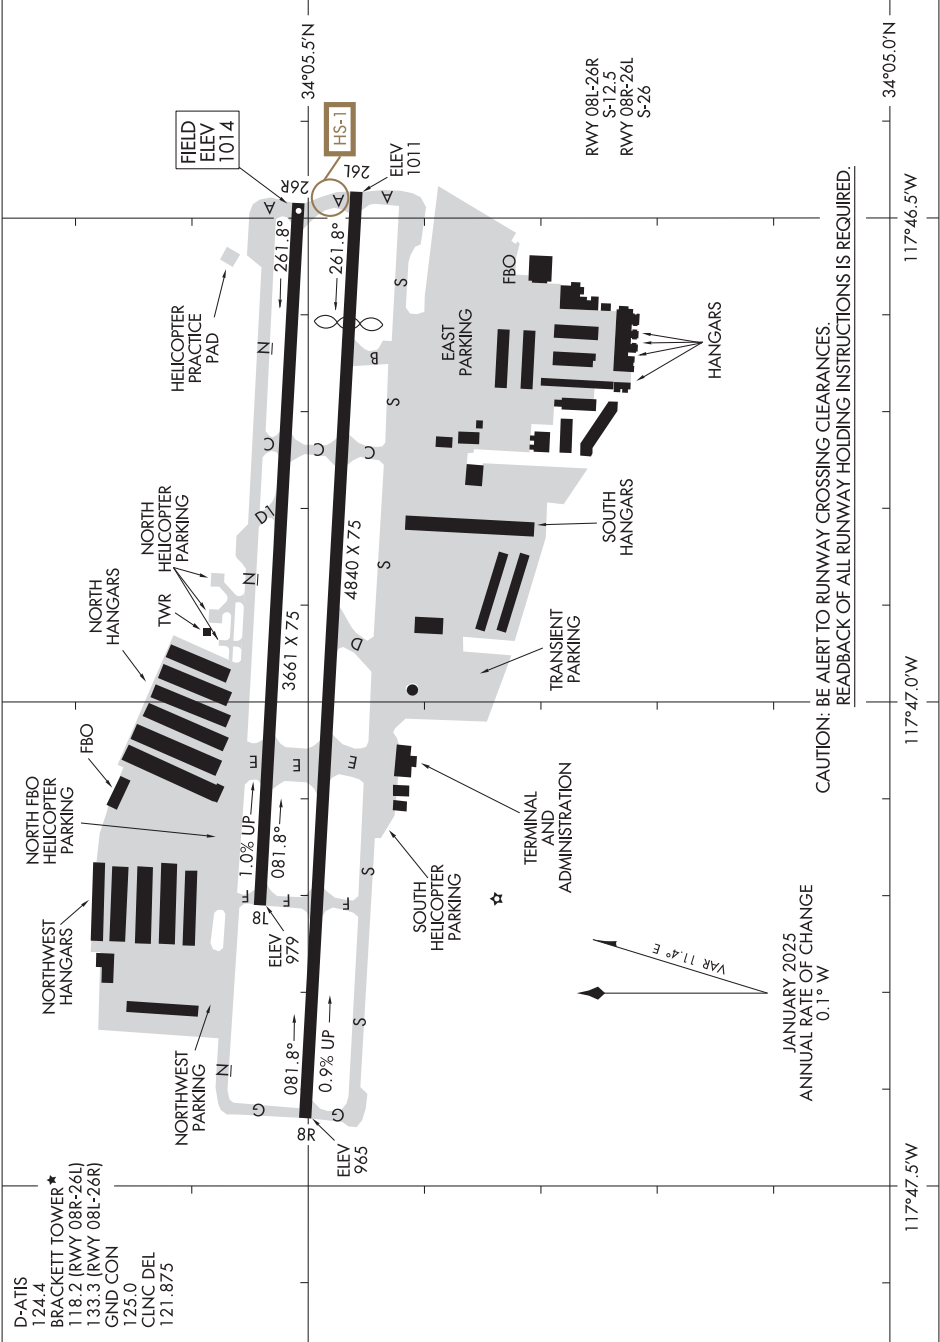 D-ATIS
124.4
BRACKETT TOWER★
118.2 (RWY 08R-26L)
133.3 (RWY 08L-26R)
GND CON
125.0
CLNC DEL
121.875
NORTHWEST
HANGARS
NORTH FBO
HELICOPTER
PARKING
FBO
NORTH
HANGARS
TWR
NORTH
HELICOPTER
PARKING
HELICOPTER
PRACTICE
PAD
FIELD
ELEV
1014
34°05.5'N
HS-1
NORTHWEST
PARKING
N
N
N
G
G
F
F
F
E
E
E
D1
D
C
C
C
B
A
A
A
S
S
S
S
S
8L
ELEV
979
1.0% UP
081.8°
3661 X 75
261.8°
26R
8R
ELEV
965
081.8°
0.9% UP
4840 X 75
261.8°
26L
ELEV
1011
SOUTH
HELICOPTER
PARKING
TERMINAL
AND
ADMINISTRATION
TRANSIENT
PARKING
SOUTH
HANGARS
EAST
PARKING
FBO
HANGARS
RWY 08L-26R
S-12.5
RWY 08R-26L
S-26
VAR 11.4° E
JANUARY 2025
ANNUAL RATE OF CHANGE
0.1° W
CAUTION: BE ALERT TO RUNWAY CROSSING CLEARANCES.
READBACK OF ALL RUNWAY HOLDING INSTRUCTIONS IS REQUIRED.
34°05.0'N
117°47.5'W
117°47.0'W
117°46.5'W